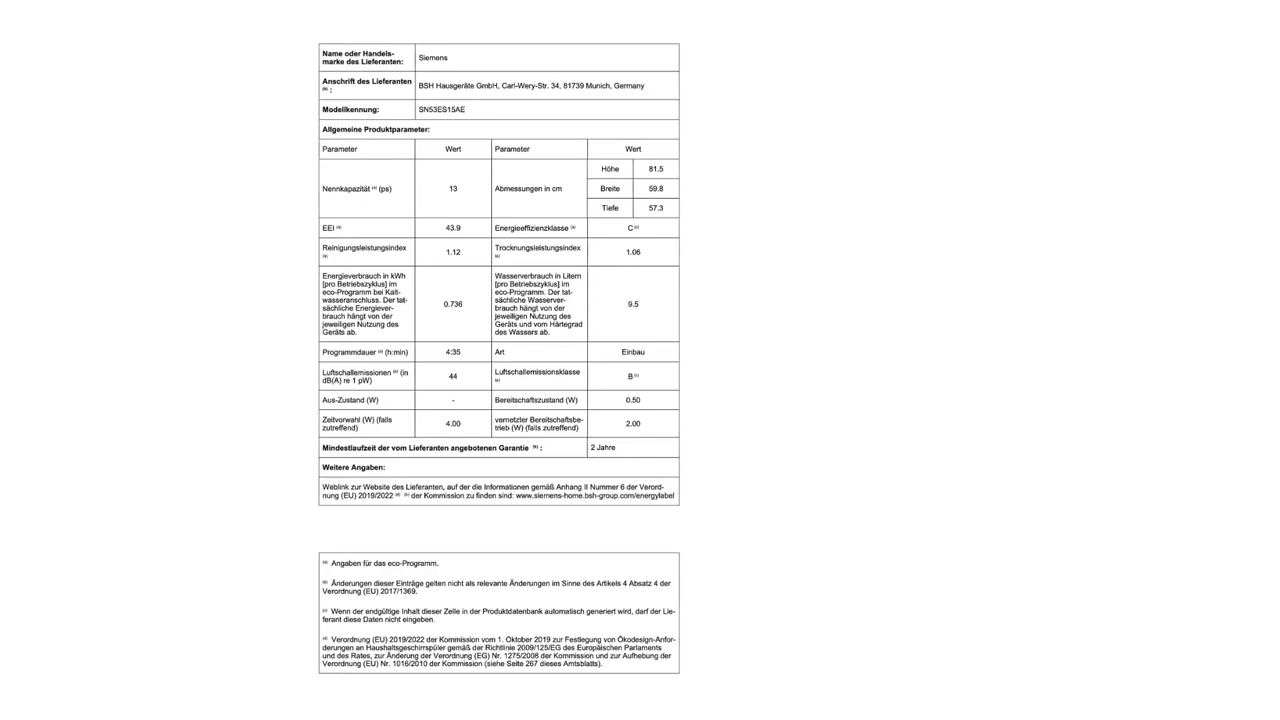 Name oder Handels-
marke des Lieferanten:
Siemens
Anschrift des Lieferanten
(b) :
BSH Hausgeräte GmbH, Carl-Wery-Str. 34, 81739 Munich, Germany
Modellkennung:
SN53ES15AE
Allgemeine Produktparameter:
Parameter
Wert
Parameter
Wert
Nennkapazität (a) (ps)
13
Abmessungen in cm
Höhe
81.5
Breite
59.8
Tiefe
57.3
EEI (a)
43.9
Energieeffizienzklasse (a)
C (c)
Reinigungsleistungsindex
(a)
1.12
Trocknungsleistungsindex
(a)
1.06
Energieverbrauch in kWh
[pro Betriebszyklus] im
eco-Programm bei Kalt-
wasseranschluss. Der tat-
sächliche Energiever-
brauch hängt von der
jeweiligen Nutzung des
Geräts ab.
0.736
Wasserverbrauch in Litern
[pro Betriebszyklus] im
eco-Programm. Der tat-
sächliche Wasserver-
brauch hängt von der
jeweiligen Nutzung des
Geräts und vom Härtegrad
des Wassers ab.
9.5
Programmdauer (a) (h:min)
4:35
Art
Einbau
Luftschallemissionen (a) (in
dB(A) re 1 pW)
44
Luftschallemissionsklasse
(a)
B (c)
Aus-Zustand (W)
-
Bereitschaftszustand (W)
0.50
Zeitvorwahl (W) (falls
zutreffend)
4.00
vernetzter Bereitschaftsbe-
trieb (W) (falls zutreffend)
2.00
Mindestlaufzeit der vom Lieferanten angebotenen Garantie (b) :
2 Jahre
Weitere Angaben:
Weblink zur Website des Lieferanten, auf der die Informationen gemäß Anhang II Nummer 6 der Verord-
nung (EU) 2019/2022 (d) (b) der Kommission zu finden sind: www.siemens-home.bsh-group.com/energylabel
(a) Angaben für das eco-Programm.
(b) Änderungen dieser Einträge gelten nicht als relevante Änderungen im Sinne des Artikels 4 Absatz 4 der
Verordnung (EU) 2017/1369.
(c) Wenn der endgültige Inhalt dieser Zelle in der Produktdatenbank automatisch generiert wird, darf der Lie-
ferant diese Daten nicht eingeben.
(d) Verordnung (EU) 2019/2022 der Kommission vom 1. Oktober 2019 zur Festlegung von Ökodesign-Anfor-
derungen an Haushaltsgeschirrspüler gemäß der Richtlinie 2009/125/EG des Europäischen Parlaments
und des Rates, zur Änderung der Verordnung (EG) Nr. 1275/2008 der Kommission und zur Aufhebung der
Verordnung (EU) Nr. 1016/2010 der Kommission (siehe Seite 267 dieses Amtsblatts).